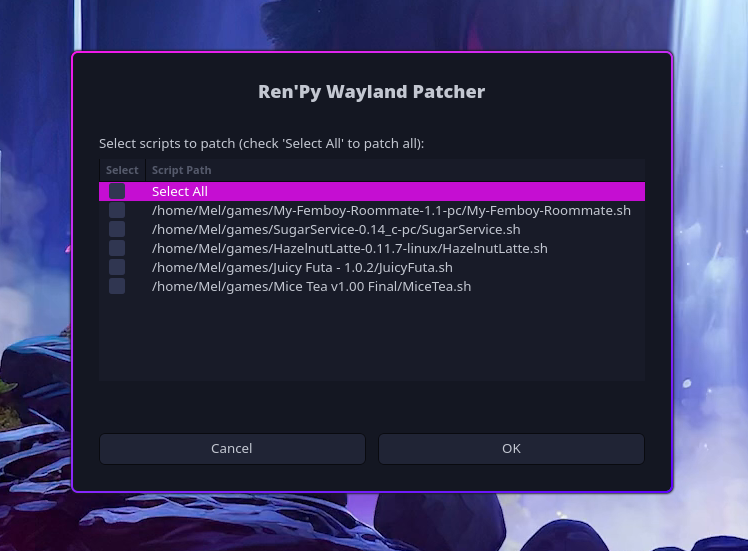 Ren'Py Wayland Patcher
Select scripts to patch (check 'Select All' to patch all):
Select Script Path
Select All
/home/Mel/games/My-Femboy-Roommate-1.1-pc/My-Femboy-Roommate.sh
/home/Mel/games/SugarService-0.14_c-pc/SugarService.sh
/home/Mel/games/HazelnutLatte-0.11.7-linux/HazelnutLatte.sh
/home/Mel/games/Juicy Futa - 1.0.2/JuicyFuta.sh
/home/Mel/games/Mice Tea v1.00 Final/MiceTea.sh
Cancel OK